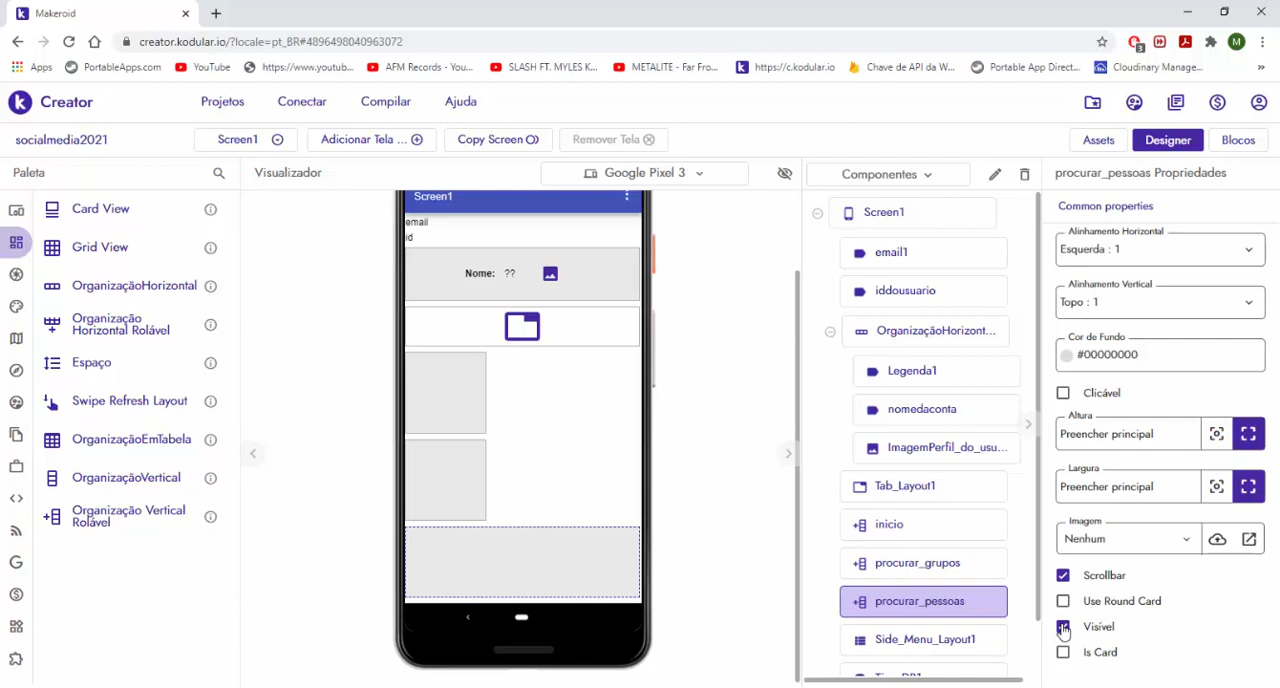 Makeroid
creator.kodular.io/?locale=pt_BR#4896498040963072
3
M
Apps
PortableApps.com
YouTube
https://www.youtub...
AFM Records - You...
SLASH FT. MYLES K...
METALITE - Far Fro...
https://c.kodular.io
Chave de API da W...
Portable App Direct...
Cloudinary Manage...
Creator
Projetos
Conectar
Compilar
Ajuda
socialmedia2021
Screen1
Adicionar Tela ...
Copy Screen
Remover Tela
Assets
Designer
Blocos
Paleta
Visualizador
Google Pixel 3
Componentes
procurar_pessoas Propriedades
Card View
Grid View
OrganizaçãoHorizontal
Organização
Horizontal Rolável
Espaço
Swipe Refresh Layout
OrganizaçãoEmTabela
OrganizaçãoVertical
Organização Vertical
Rolável
Screen1
email
id
Nome: ??
Screen1
email1
iddousuario
OrganizaçãoHorizont...
Legenda1
nomedaconta
ImagemPerfil_do_usu...
Tab_Layout1
inicio
procurar_grupos
procurar_pessoas
Side_Menu_Layout1
Common properties
Alinhamento Horizontal
Esquerda : 1
Alinhamento Vertical
Topo : 1
Cor de Fundo
#00000000
Clicável
Altura
Preencher principal
Largura
Preencher principal
Imagem
Nenhum
Scrollbar
Use Round Card
Visível
Is Card